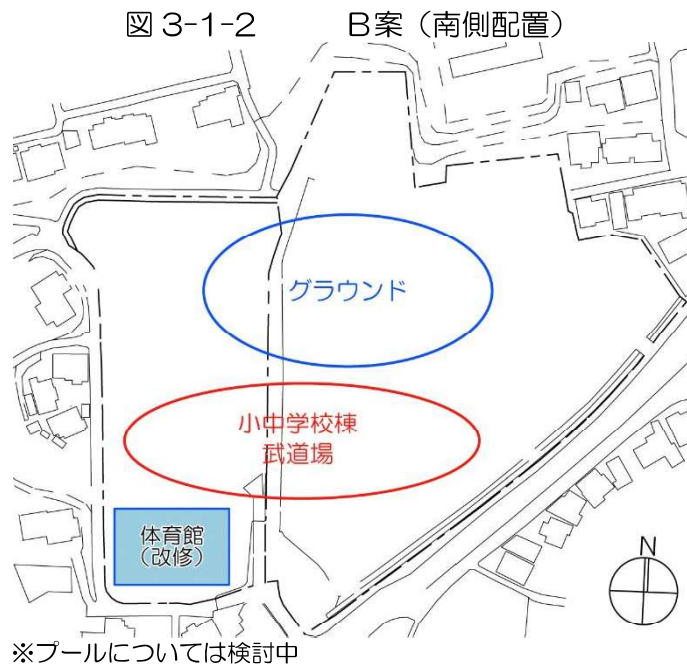 図 3-1-2 B案（南側配置）
グラウンド
小中学校棟
武道場
体育館
（改修）
N
※プールについては検討中